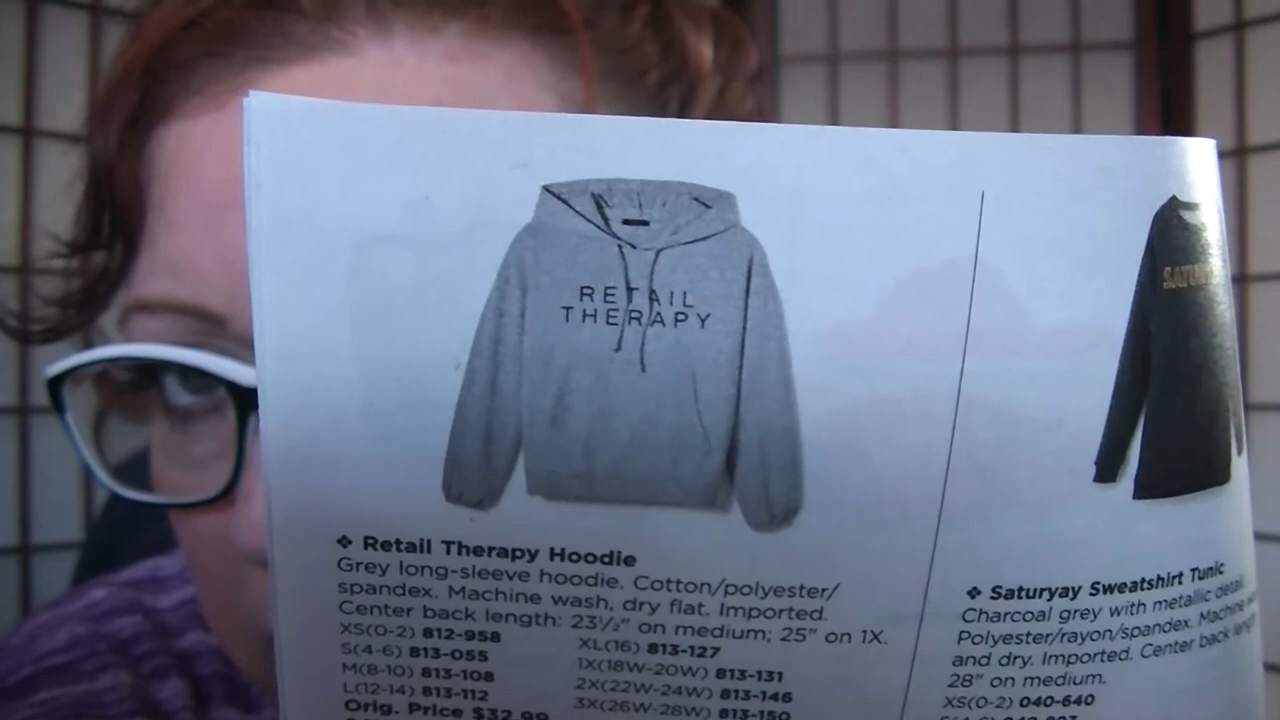 RETAIL
THERAPY
❖ Retail Therapy Hoodie
Grey long-sleeve hoodie. Cotton/polyester/
spandex. Machine wash, dry flat. Imported.
Center back length: 23½" on medium; 25" on 1X.
XS(0-2) 812-958
S(4-6) 813-055
M(8-10) 813-108
L(12-14) 813-112
Orig. Price $32.99
XL(16) 813-127
1X(18W-20W) 813-131
2X(22W-24W) 813-146
3X(26W-28W) 813-150
❖ Saturyay Sweatshirt Tunic
Charcoal grey with metallic detail.
Polyester/rayon/spandex. Machine
and dry. Imported. Center back length
28" on medium.
XS(0-2) 040-640